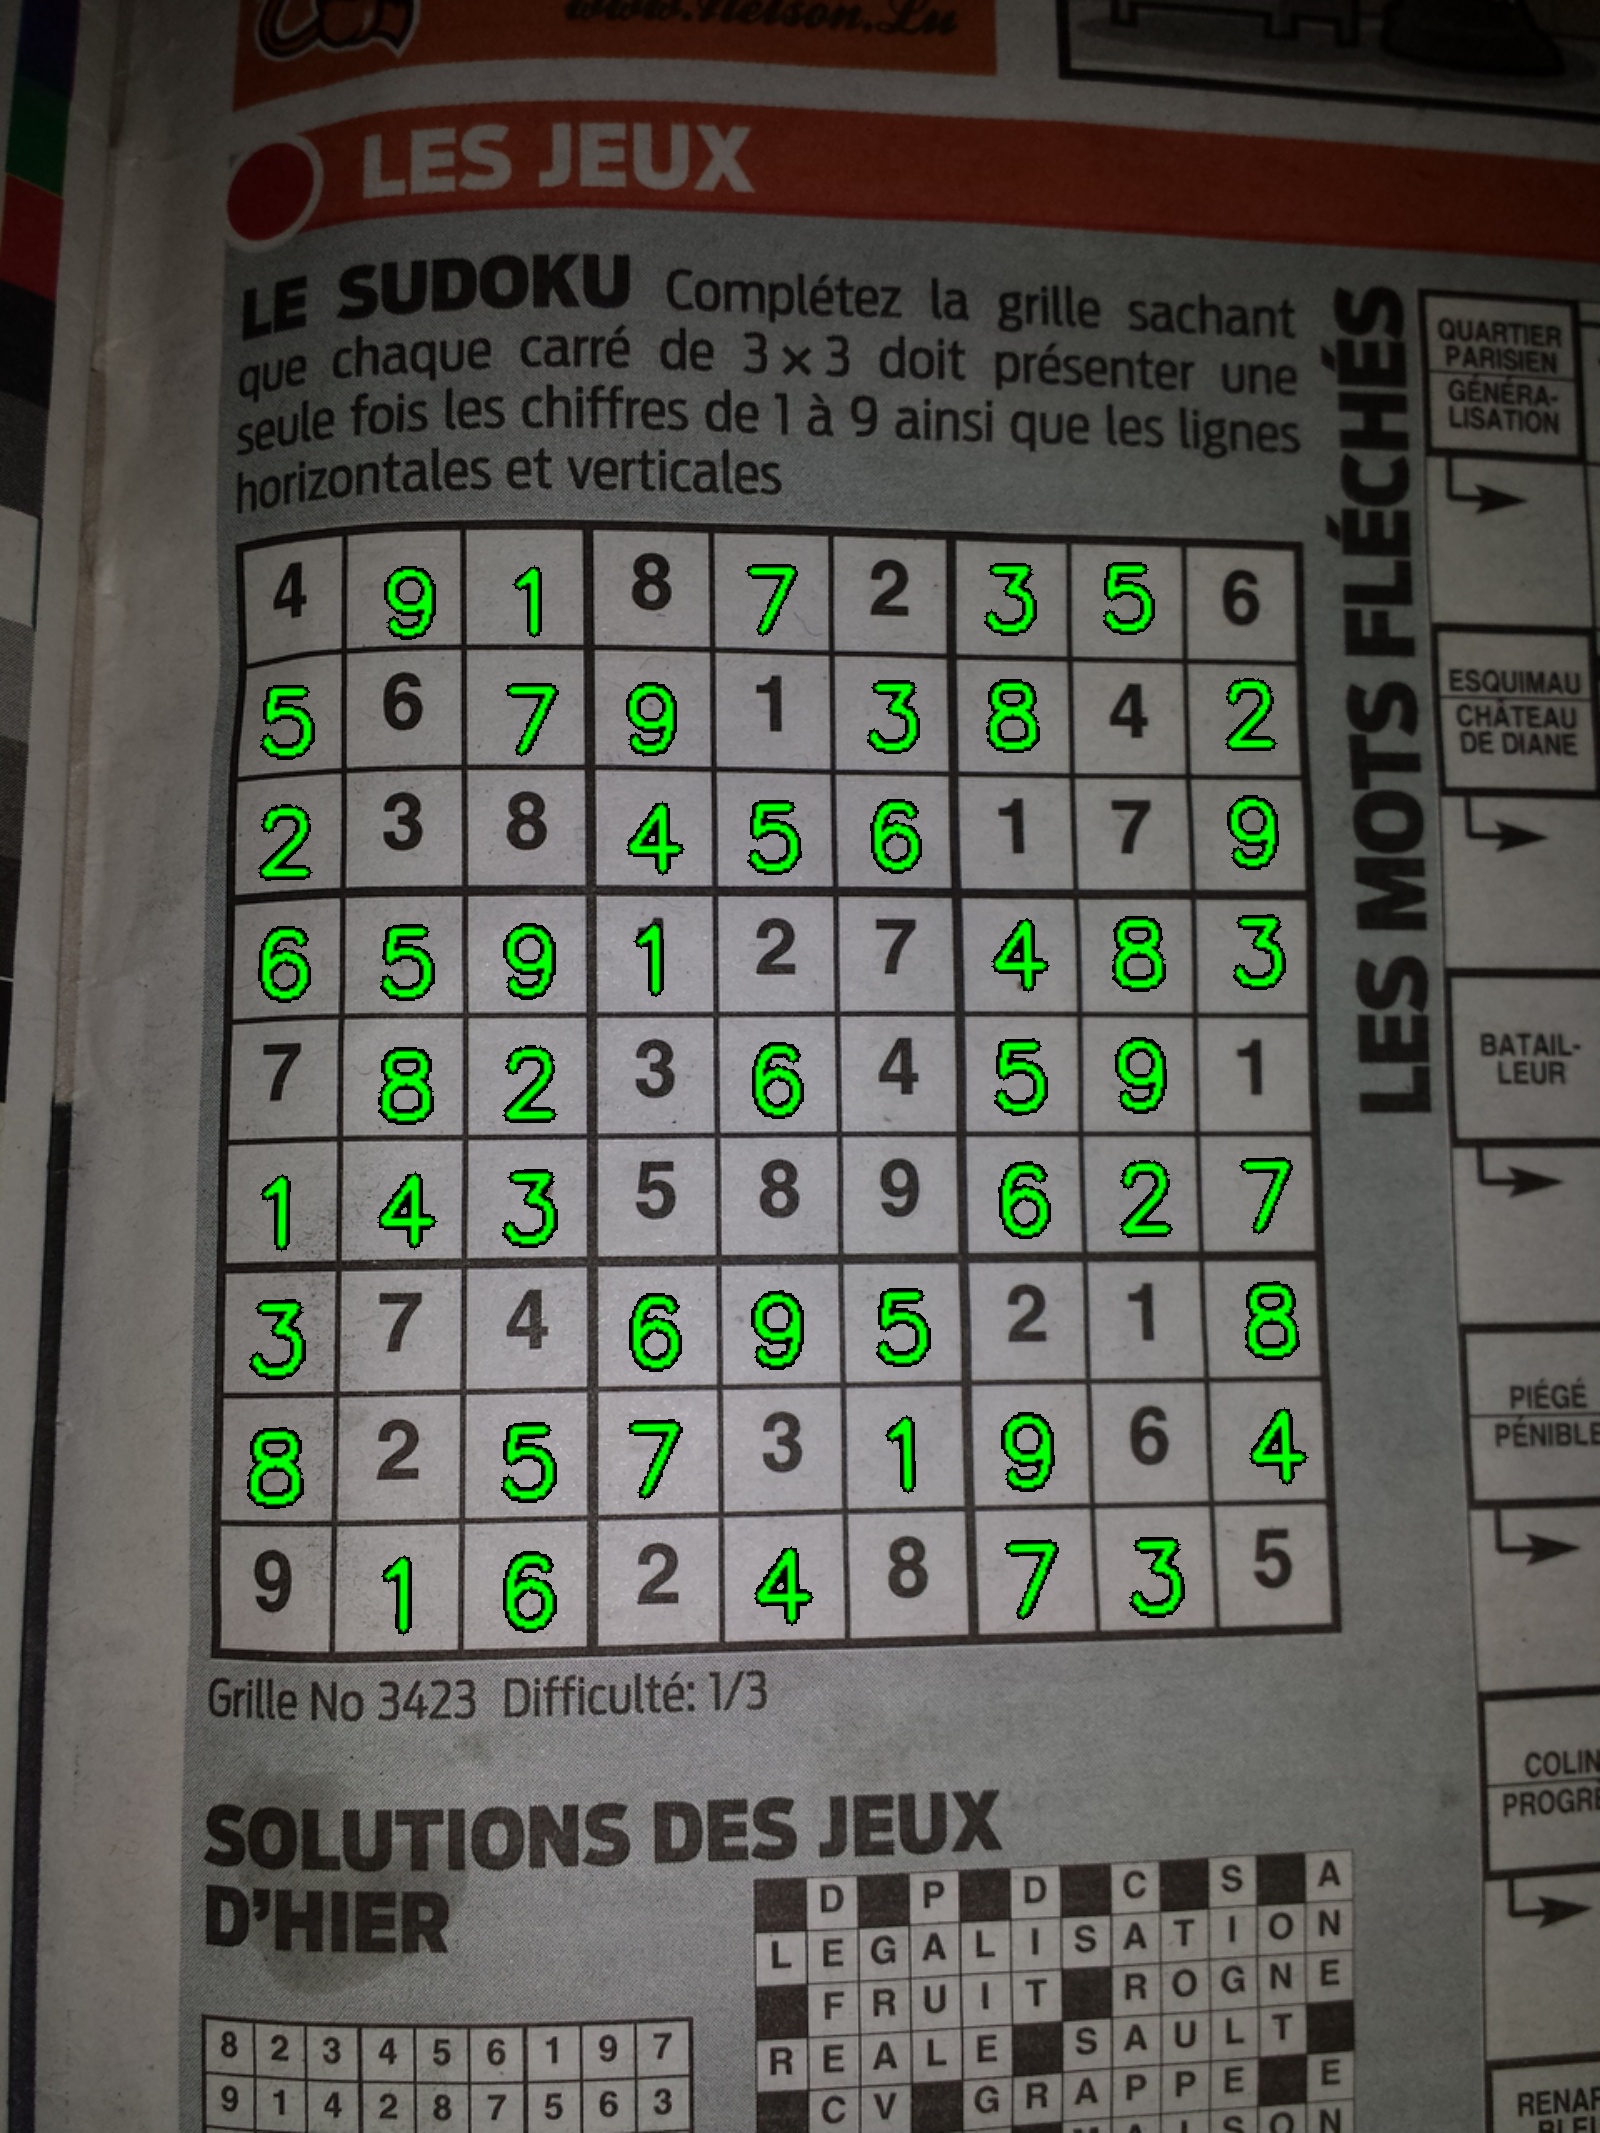 www.Nelson.Lu
LES JEUX
LE SUDOKU Complétez la grille sachant
que chaque carré de 3 x 3 doit présenter une
seule fois les chiffres de 1 à 9 ainsi que les lignes
horizontales et verticales
4 9 1 8 7 2 3 5 6
5 6 7 9 1 3 8 4 2
2 3 8 4 5 6 1 7 9
6 5 9 1 2 7 4 8 3
7 8 2 3 6 4 5 9 1
1 4 3 5 8 9 6 2 7
3 7 4 6 9 5 2 1 8
8 2 5 7 3 1 9 6 4
9 1 6 2 4 8 7 3 5
Grille No 3423 Difficulté: 1/3
SOLUTIONS DES JEUX
D'HIER
8 2 3 4 5 6 1 9 7
9 1 4 2 8 7 5 6 3
D P D C S A
L E G A L I S A T I O N
F R U I T R O G N E
R E A L E S A U L T
C V G R A P P E E
LES MOTS FLÉCHÉS
QUARTIER
PARISIEN
GÉNÉRA-
LISATION
ESQUIMAU
CHÂTEAU
DE DIANE
BATAIL-
LEUR
PIÉGÉ
PÉNIBLE
COLIN